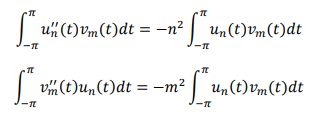 ∫_{-π}^{π} u_n''(t)v_m(t)dt = −n² ∫_{-π}^{π} u_n(t)v_m(t)dt
∫_{-π}^{π} v_m''(t)u_n(t)dt = −m² ∫_{-π}^{π} u_n(t)v_m(t)dt